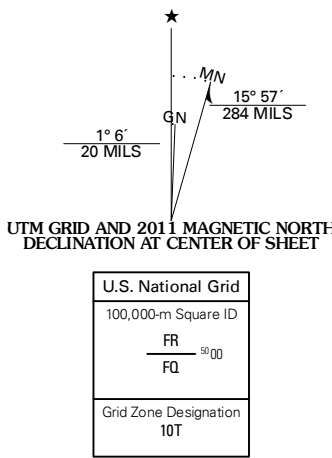 ★
MN
GN
15° 57´
284 MILS
1° 6´
20 MILS
UTM GRID AND 2011 MAGNETIC NORTH
DECLINATION AT CENTER OF SHEET
U.S. National Grid
100,000-m Square ID
FR
5000
FQ
Grid Zone Designation
10T